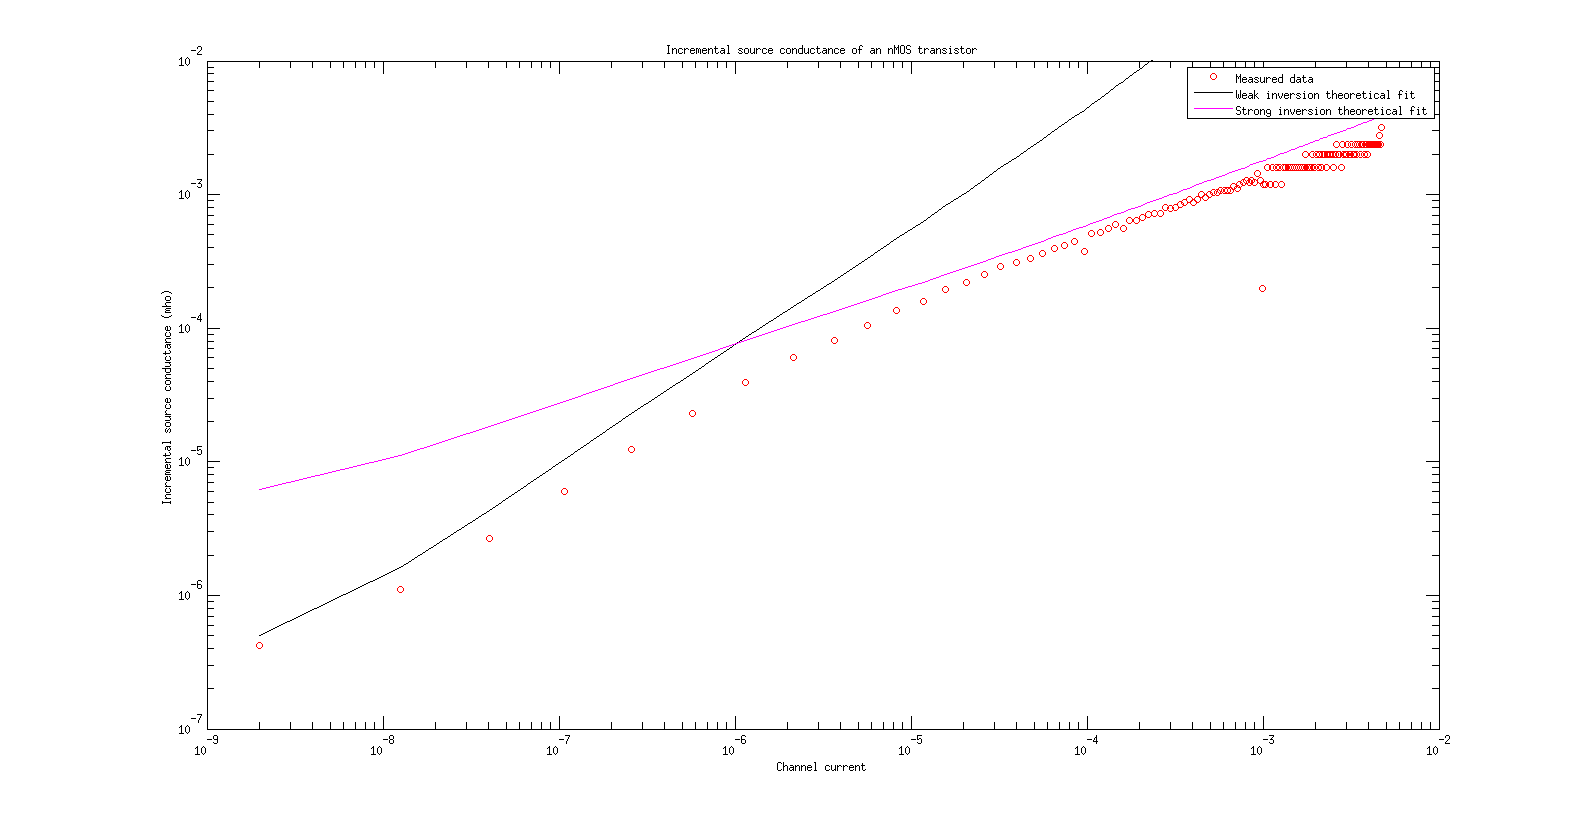 Incremental source conductance of an nMOS transistor
10^-2
Measured data
Weak inversion theoretical fit
Strong inversion theoretical fit
10^-3
10^-4
10^-5
10^-6
10^-7
Incremental source conductance (mho)
10^-9 10^-8 10^-7 10^-6 10^-5 10^-4 10^-3 10^-2
Channel current